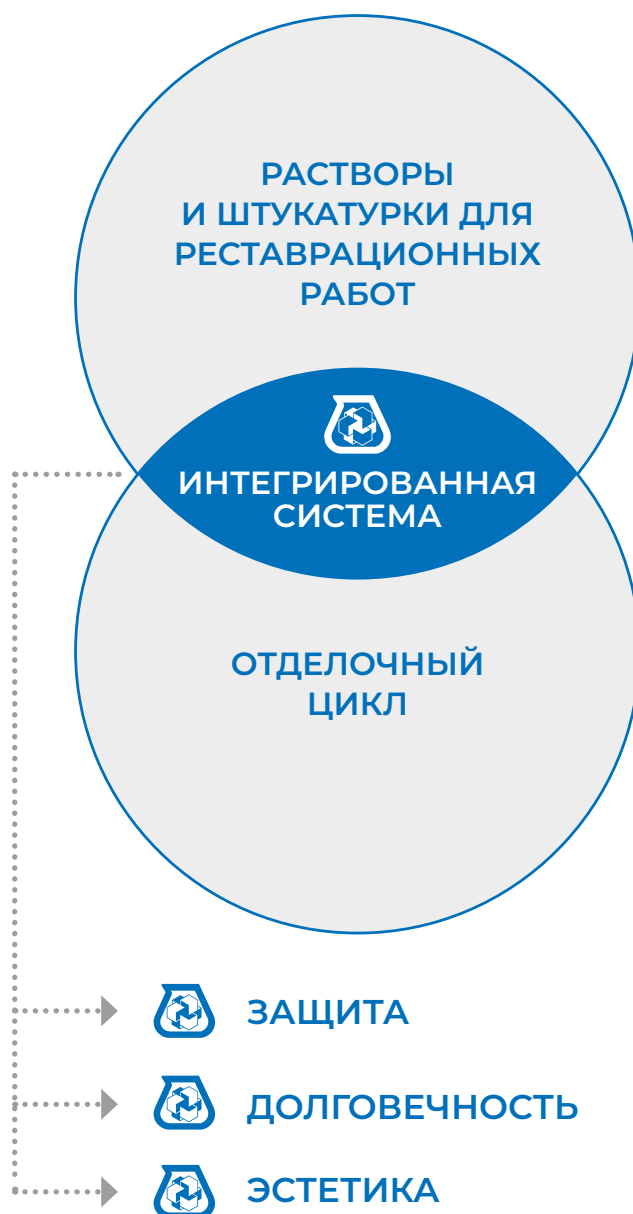 РАСТВОРЫ
И ШТУКАТУРКИ ДЛЯ
РЕСТАВРАЦИОННЫХ
РАБОТ
ИНТЕГРИРОВАННАЯ
СИСТЕМА
ОТДЕЛОЧНЫЙ
ЦИКЛ
ЗАЩИТА
ДОЛГОВЕЧНОСТЬ
ЭСТЕТИКА